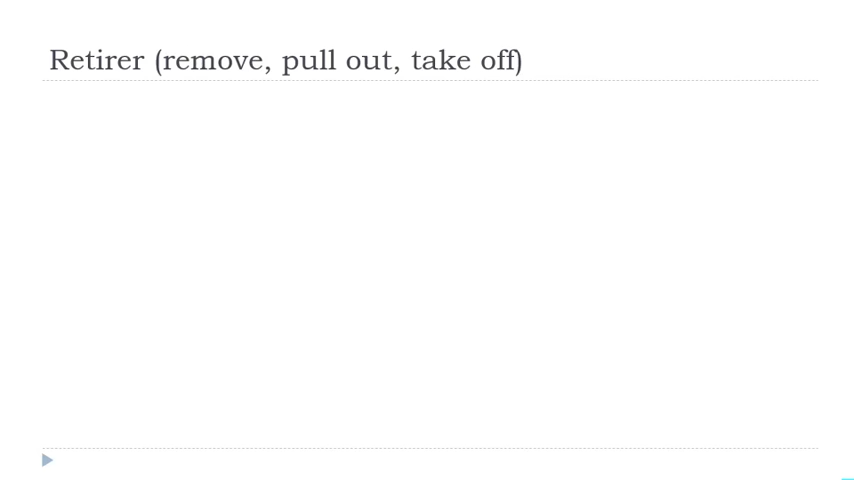 Retirer (remove, pull out, take off)